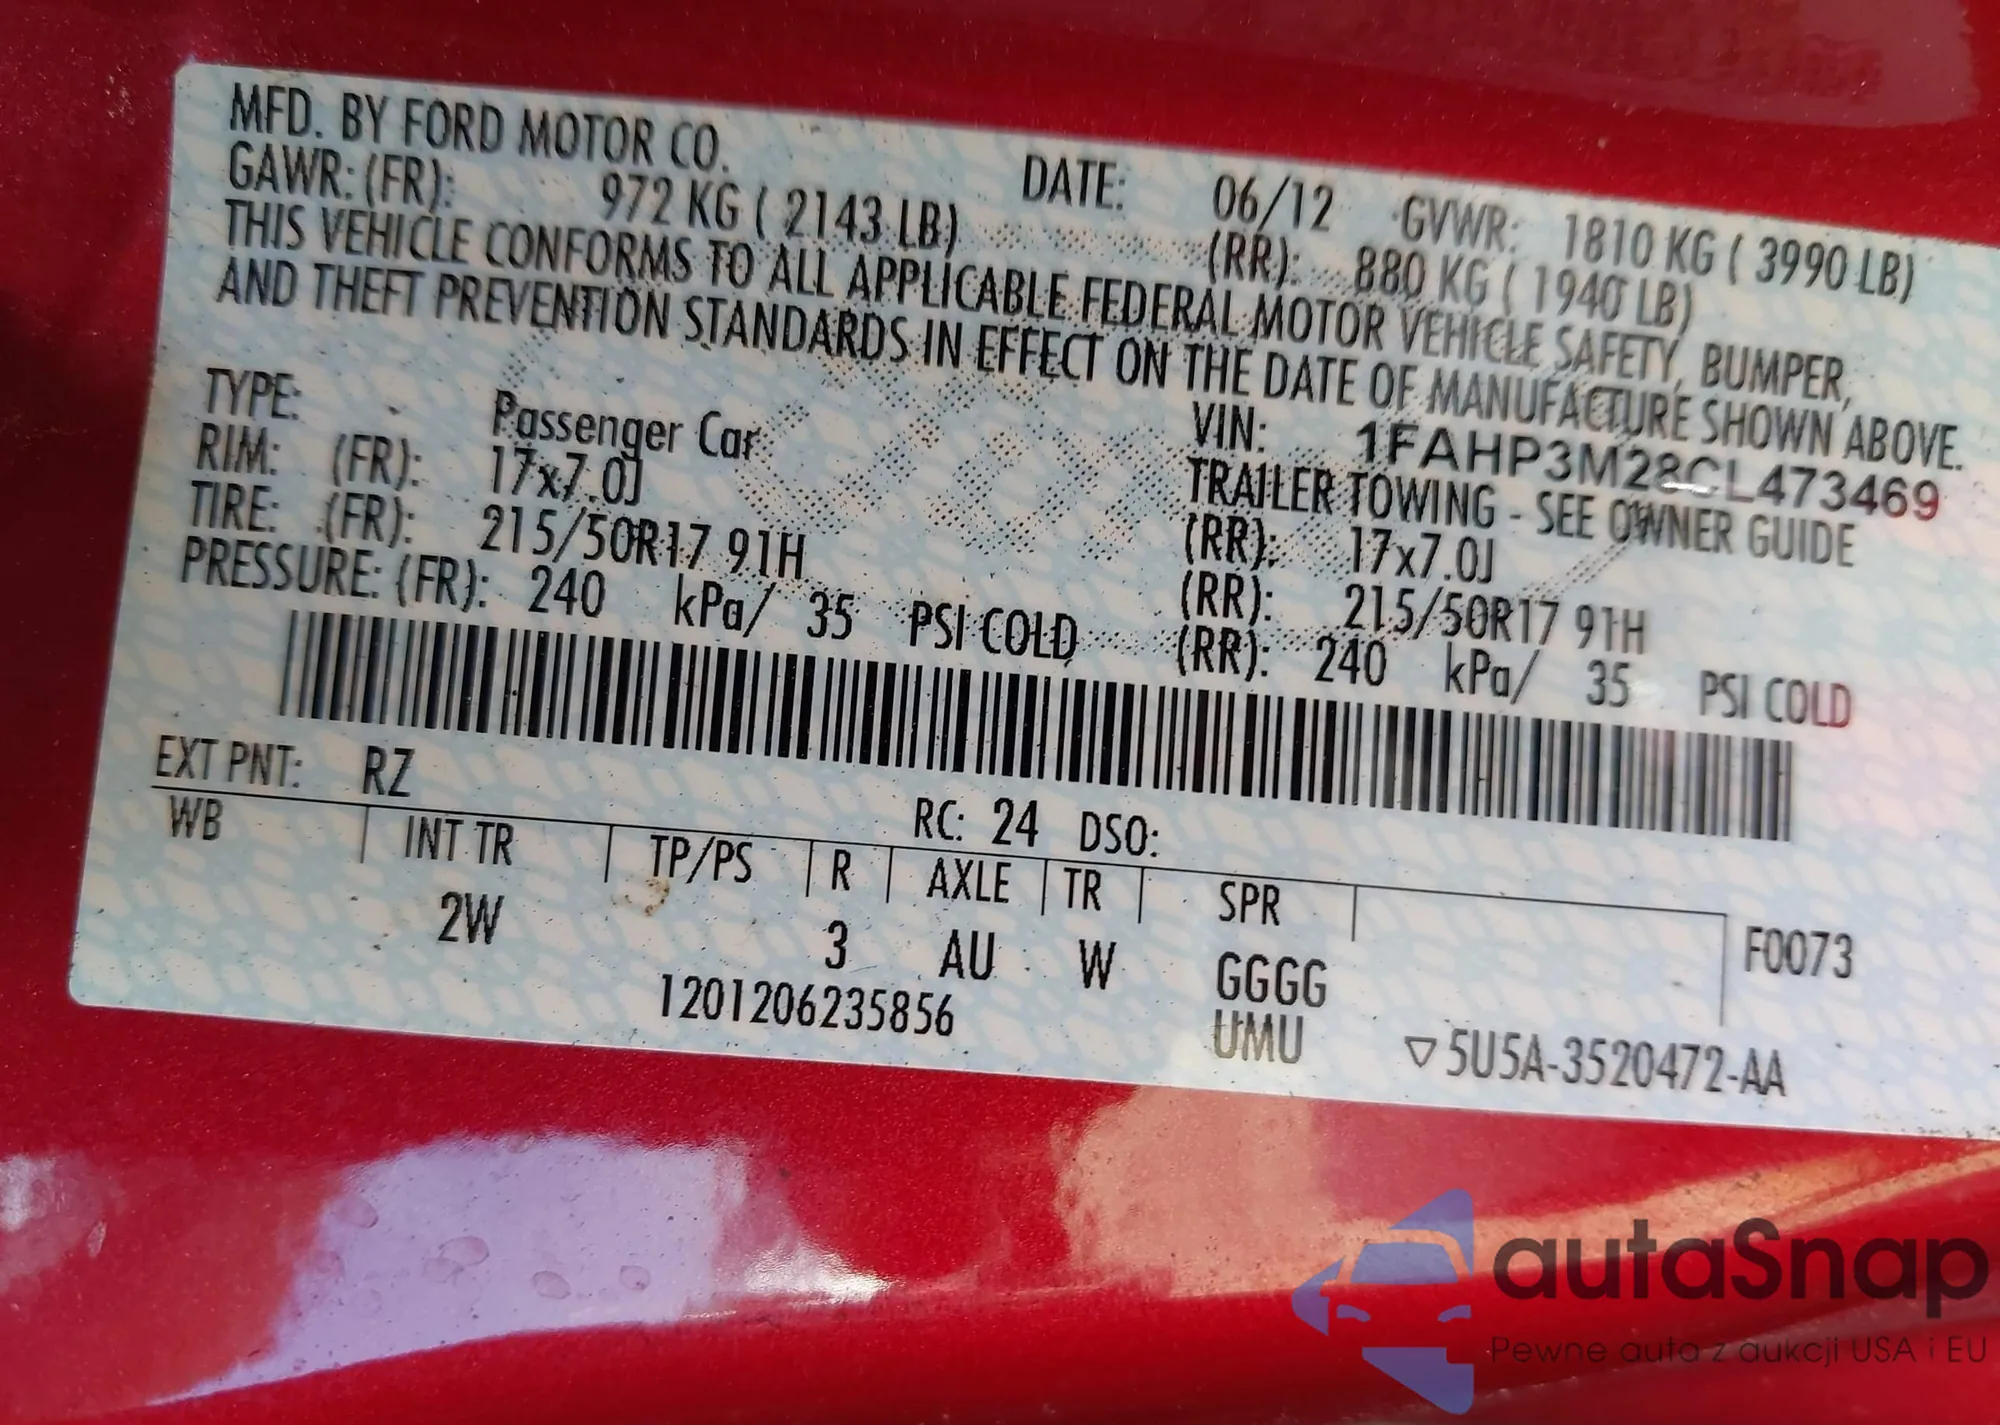 MFD. BY FORD MOTOR CO.
DATE: 06/12 GVWR: 1810 KG ( 3990 LB)
GAWR: (FR): 972 KG ( 2143 LB) (RR): 880 KG ( 1940 LB)
THIS VEHICLE CONFORMS TO ALL APPLICABLE FEDERAL MOTOR VEHICLE SAFETY, BUMPER,
AND THEFT PREVENTION STANDARDS IN EFFECT ON THE DATE OF MANUFACTURE SHOWN ABOVE.
VIN: 1FAHP3M28CL473469
TYPE: Passenger Car TRAILER TOWING - SEE OWNER GUIDE
RIM: (FR): 17x7.0J (RR): 17x7.0J
TIRE: (FR): 215/50R17 91H (RR): 215/50R17 91H
PRESSURE: (FR): 240 kPa/ 35 PSI COLD (RR): 240 kPa/ 35 PSI COLD
EXT PNT: RZ RC: 24 DSO:
WB INT TR TP/PS R AXLE TR SPR F0073
2W 3 AU W GGGG
1201206235856 UMU ▽5U5A-3520472-AA
autaSnap
Pewne auta z aukcji USA i EU